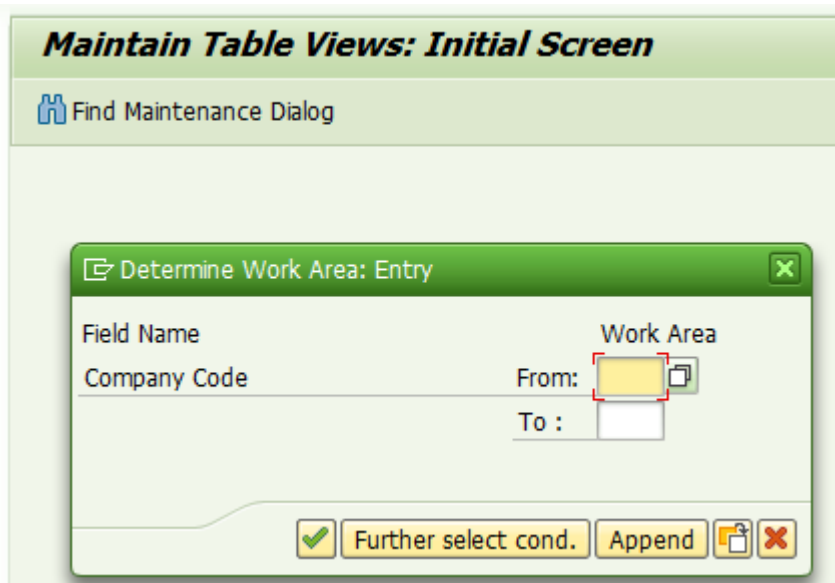 Maintain Table Views: Initial Screen
Find Maintenance Dialog
Determine Work Area: Entry
Field Name Work Area
Company Code From:
To :
Further select cond. Append